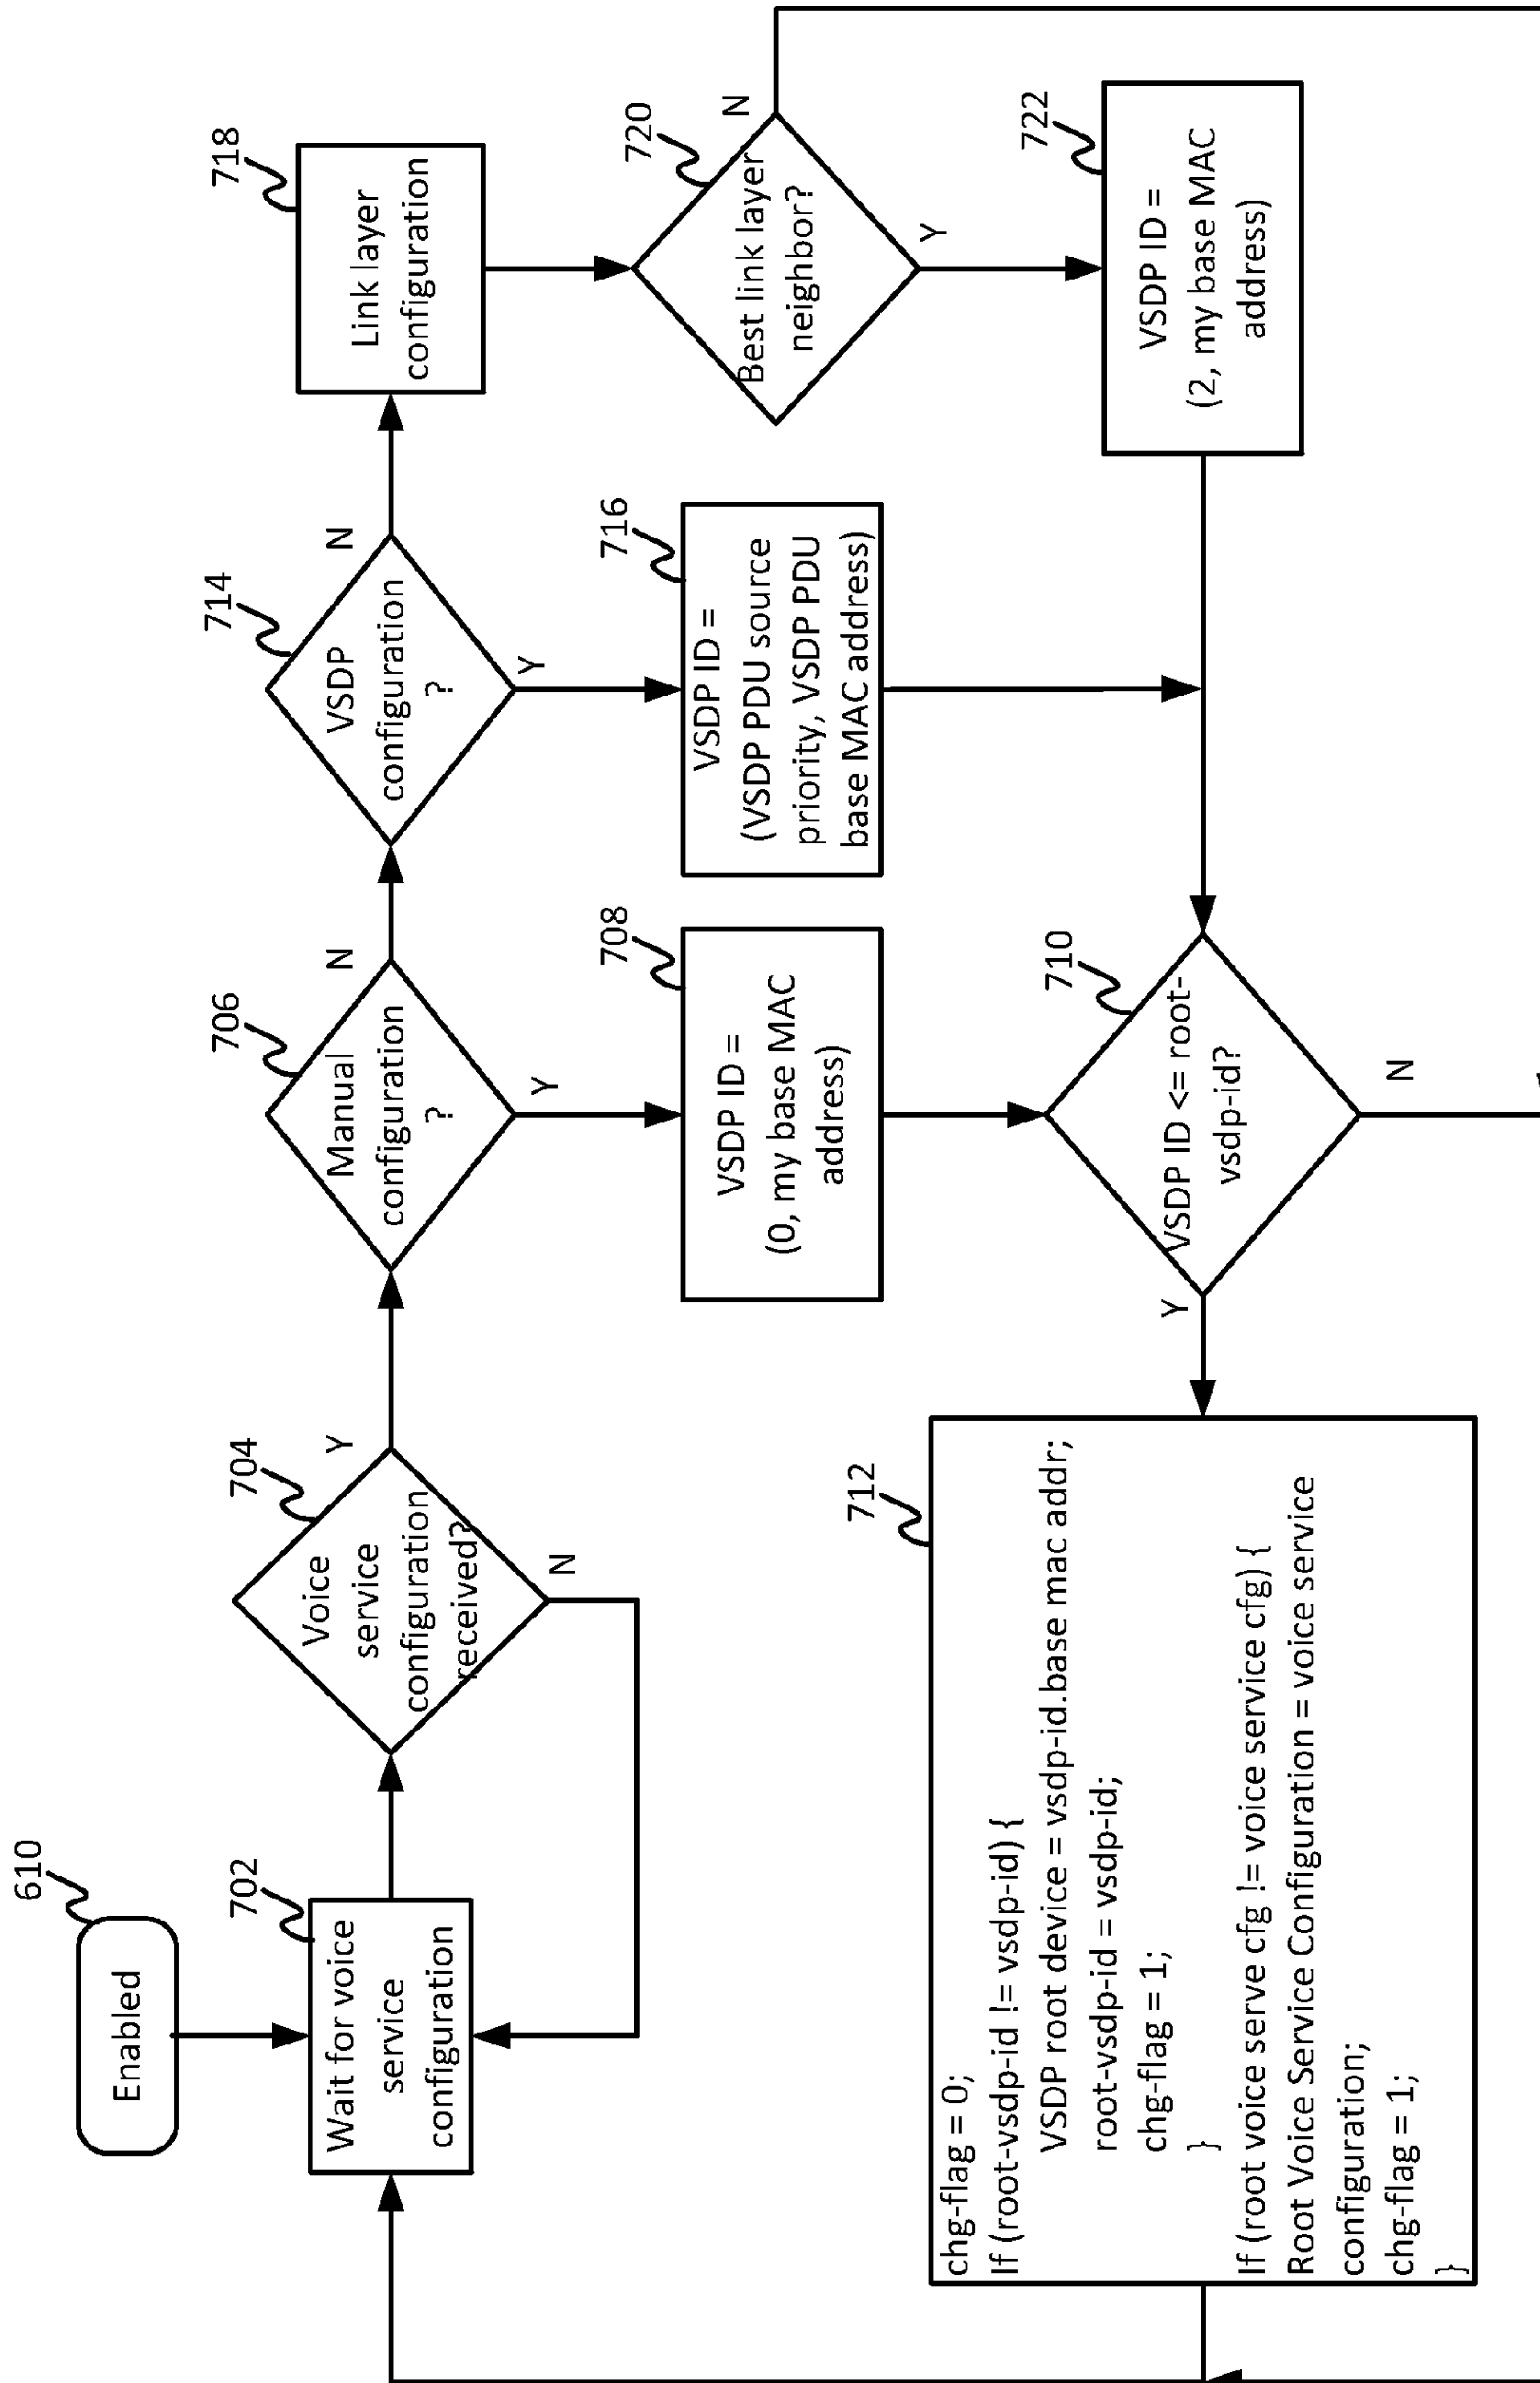 610
Enabled
702
Wait for voice
service
configuration
704
Voice
service
configuration
received?
Y
N
706
Manual
configuration
?
N
Y
714
VSDP
configuration
?
N
Y
718
Link layer
configuration
708
VSDP ID =
(0, my base MAC
address)
716
VSDP ID =
(VSDP PDU source
priority, VSDP PDU
base MAC address)
720
Best link layer
neighbor?
N
Y
712
chg-flag = 0;
If (root-vsdp-id != vsdp-id) {
VSDP root device = vsdp-id.base mac addr;
root-vsdp-id = vsdp-id;
chg-flag = 1;
}
If (root voice serve cfg != voice service cfg) {
Root Voice Service Configuration = voice service
configuration;
chg-flag = 1;
}
710
VSDP ID <= root-
vsdp-id?
Y
N
722
VSDP ID =
(2, my base MAC
address)